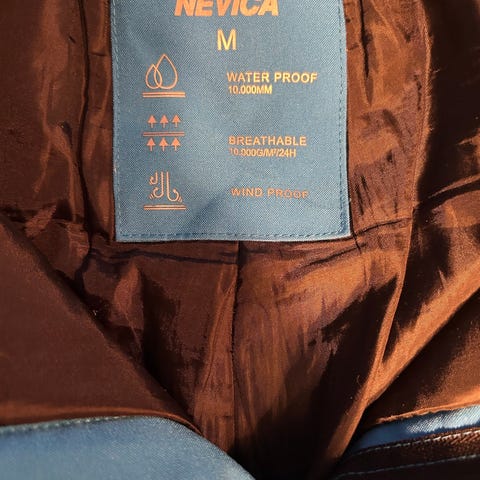 NEVICA
M
WATER PROOF
10.000MM
BREATHABLE
10.000G/M²/24H
WIND PROOF